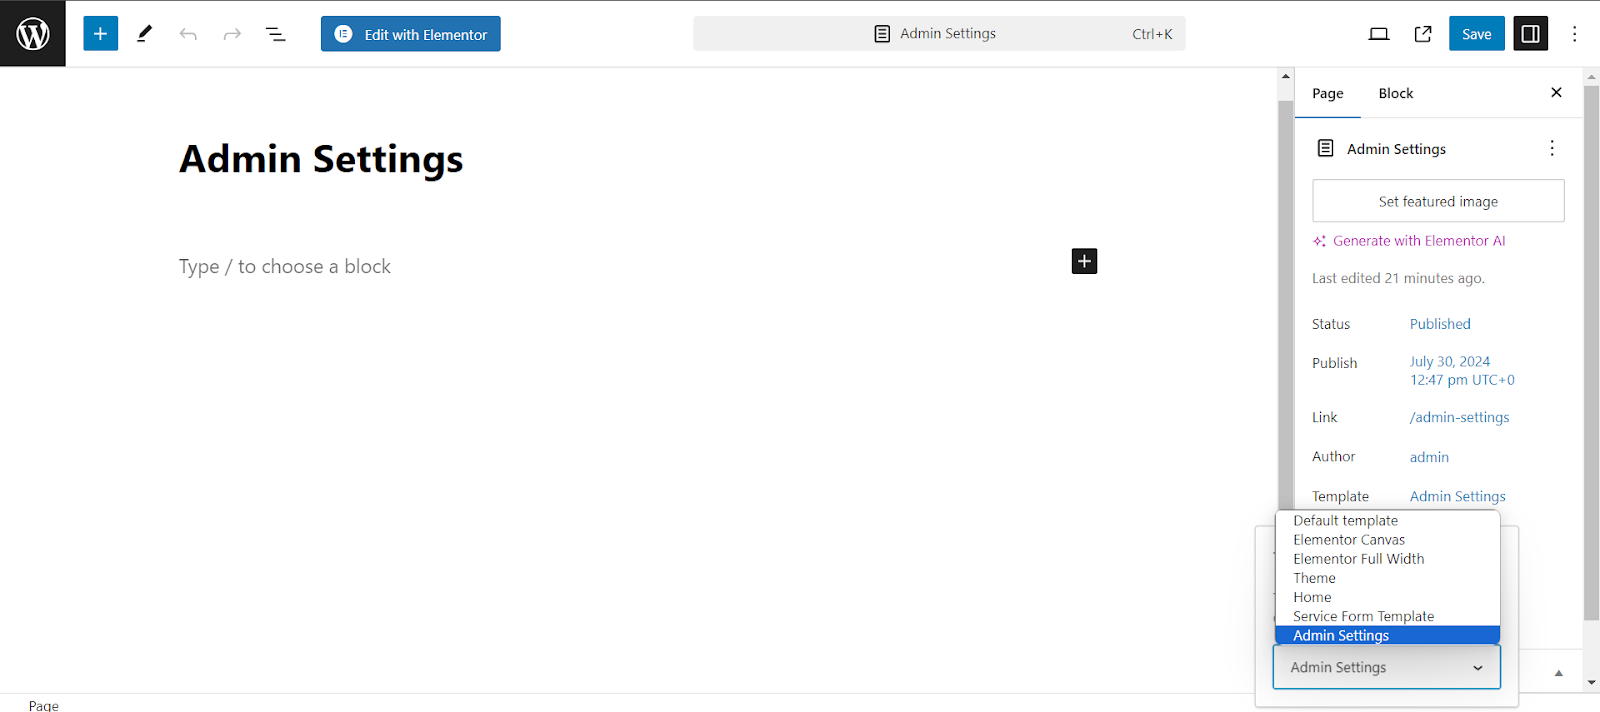 Edit with Elementor
Admin Settings
Ctrl+K
Save
Page
Block
Admin Settings
Type / to choose a block
Admin Settings
Set featured image
Generate with Elementor AI
Last edited 21 minutes ago.
Status
Published
Publish
July 30, 2024
12:47 pm UTC+0
Link
/admin-settings
Author
admin
Template
Admin Settings
Default template
Elementor Canvas
Elementor Full Width
Theme
Home
Service Form Template
Admin Settings
Admin Settings
Page